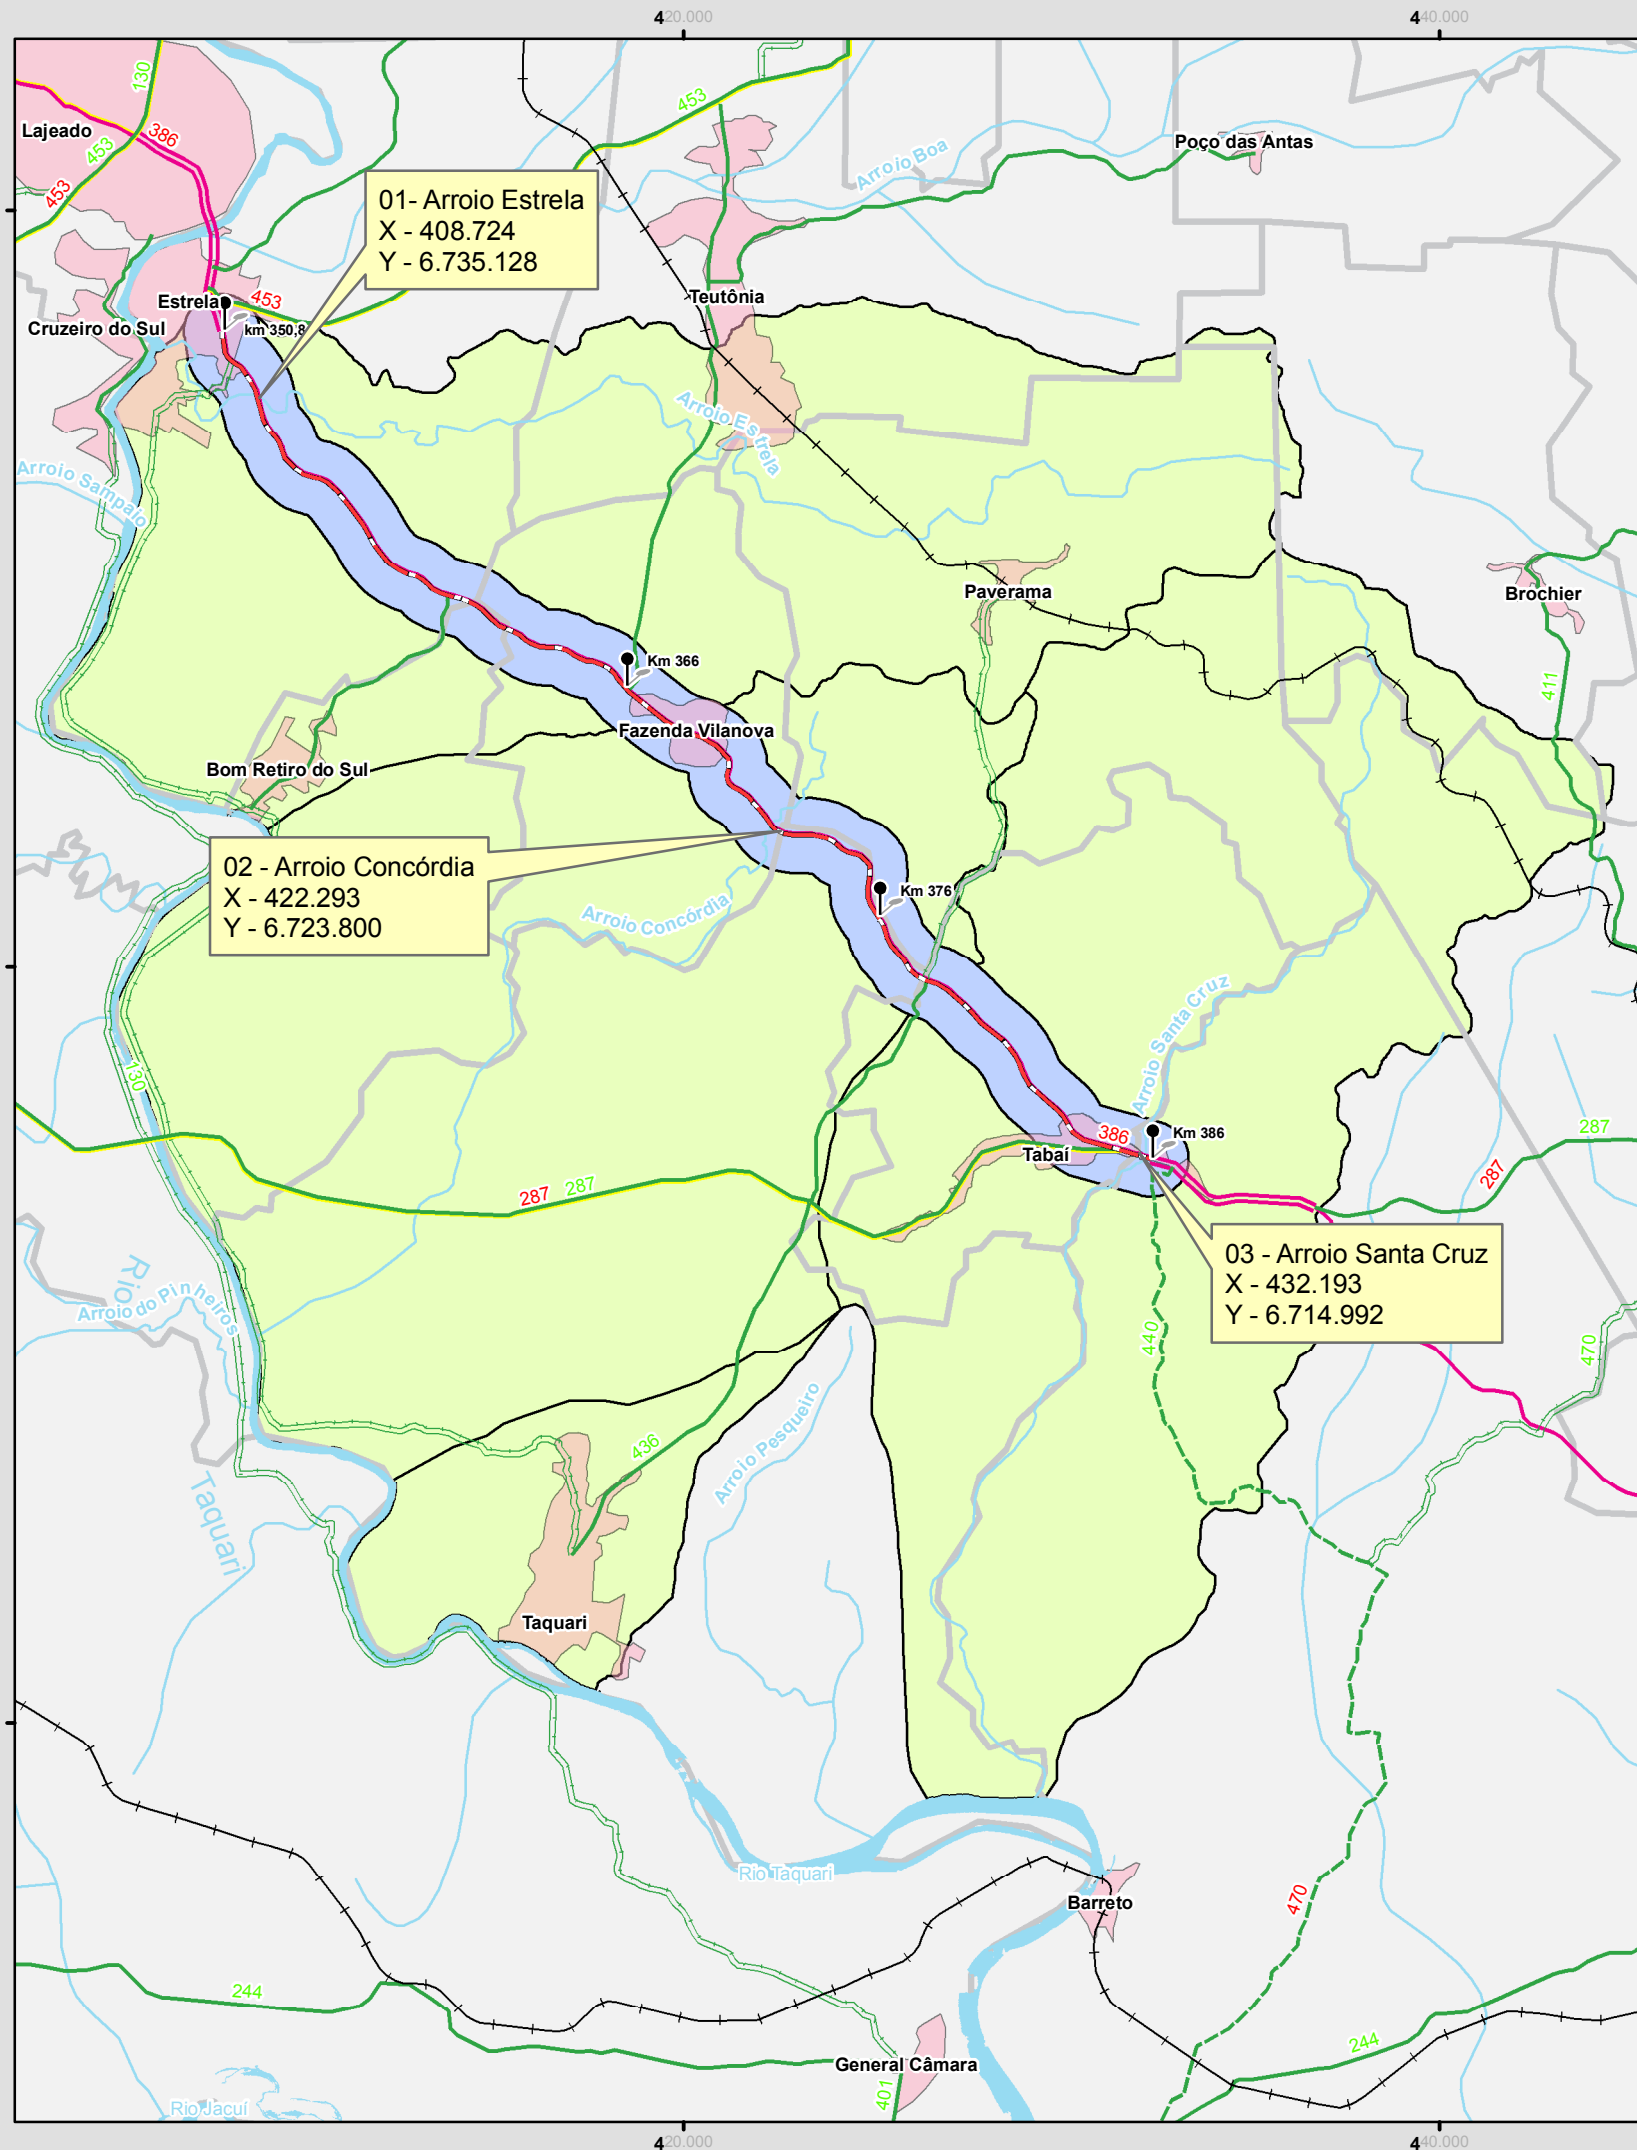 420.000
440.000
130
453
Lajeado
386
453
453
Arroio Boa
Poço das Antas
01- Arroio Estrela
X - 408.724
Y - 6.735.128
Estrela
453
Teutônia
Cruzeiro do Sul
km 350,8
Arroio Estrela
Arroio Sampaio
Paverama
Brochier
Km 366
411
Fazenda Vilanova
Bom Retiro do Sul
02 - Arroio Concórdia
X - 422.293
Y - 6.723.800
Km 376
Arroio Concórdia
Arroio Santa Cruz
130
386
Km 386
287
Tabaí
287
287
287
03 - Arroio Santa Cruz
X - 432.193
Y - 6.714.992
Rio
Arroio do Pinheiros
440
470
Arroio Pesqueiro
436
Taquari
Taquari
Rio Taquari
Barreto
470
244
244
General Câmara
401
Rio Jacuí
420.000
440.000